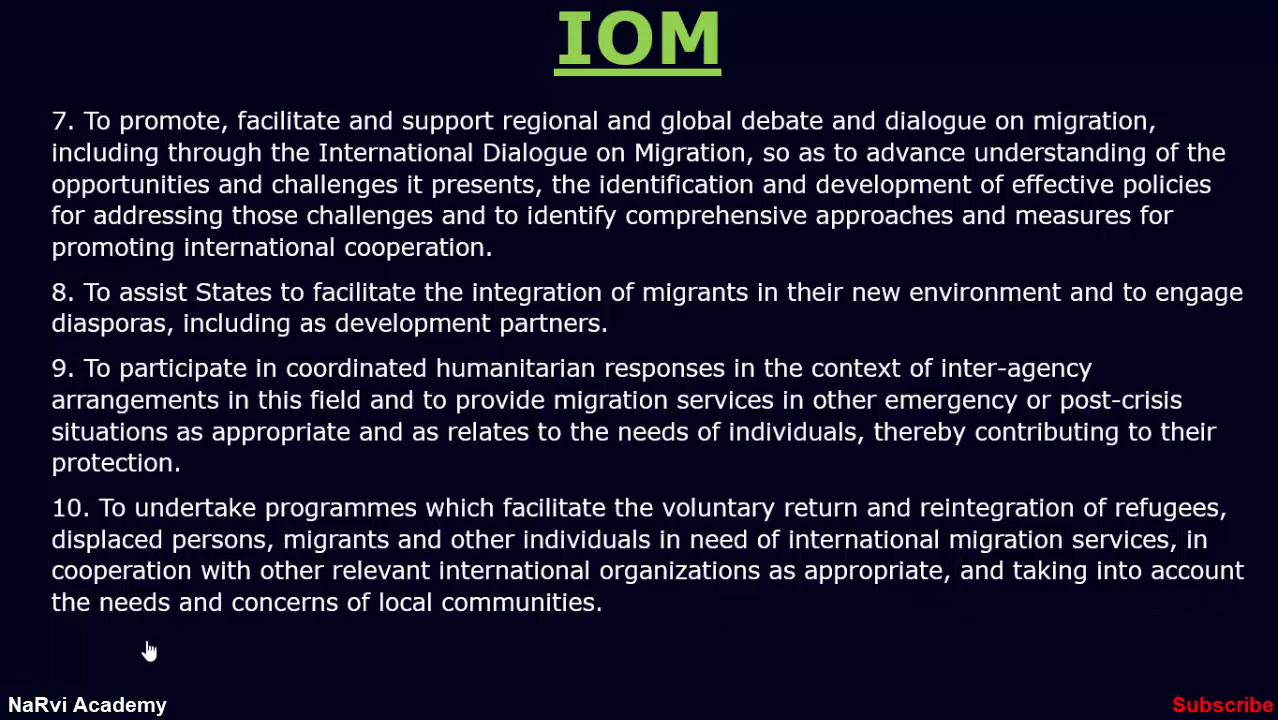 IOM
7. To promote, facilitate and support regional and global debate and dialogue on migration,
including through the International Dialogue on Migration, so as to advance understanding of the
opportunities and challenges it presents, the identification and development of effective policies
for addressing those challenges and to identify comprehensive approaches and measures for
promoting international cooperation.
8. To assist States to facilitate the integration of migrants in their new environment and to engage
diasporas, including as development partners.
9. To participate in coordinated humanitarian responses in the context of inter-agency
arrangements in this field and to provide migration services in other emergency or post-crisis
situations as appropriate and as relates to the needs of individuals, thereby contributing to their
protection.
10. To undertake programmes which facilitate the voluntary return and reintegration of refugees,
displaced persons, migrants and other individuals in need of international migration services, in
cooperation with other relevant international organizations as appropriate, and taking into account
the needs and concerns of local communities.
NaRvi Academy
Subscribe